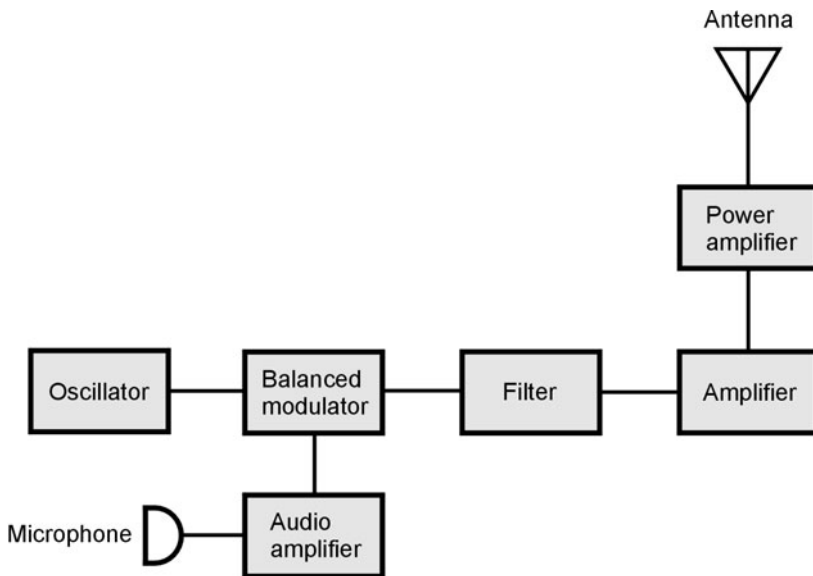 Antenna
Power
amplifier
Oscillator
Balanced
modulator
Filter
Amplifier
Microphone
Audio
amplifier